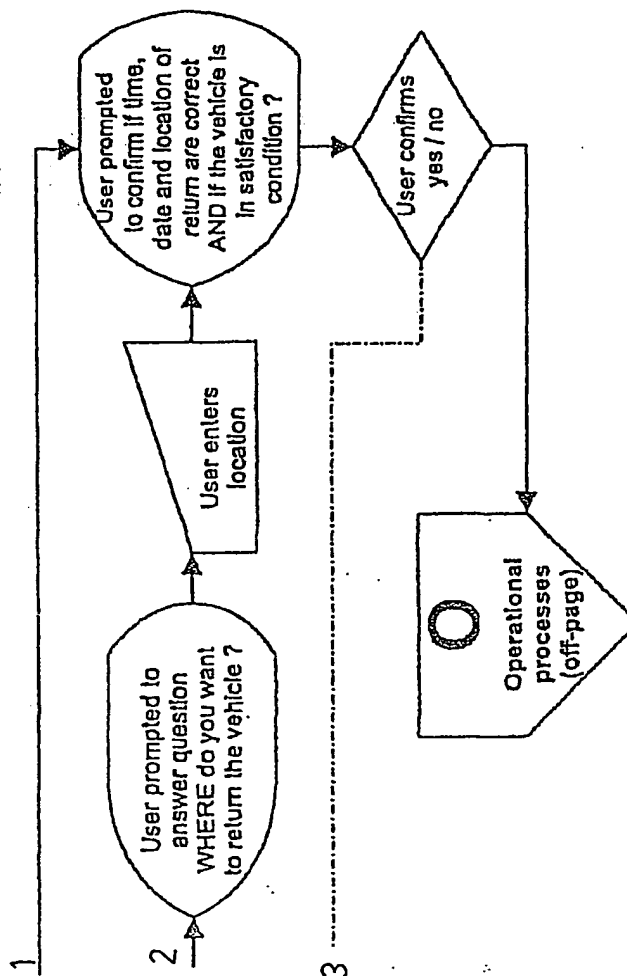 1
2
3
User prompted to
answer question
WHERE do you want
to return the vehicle ?
User enters
location
User prompted
to confirm if time,
date and location of
return are correct
AND if the vehicle is
in satisfactory
condition ?
User confirms
yes / no
O
Operational
processes
(off-page)